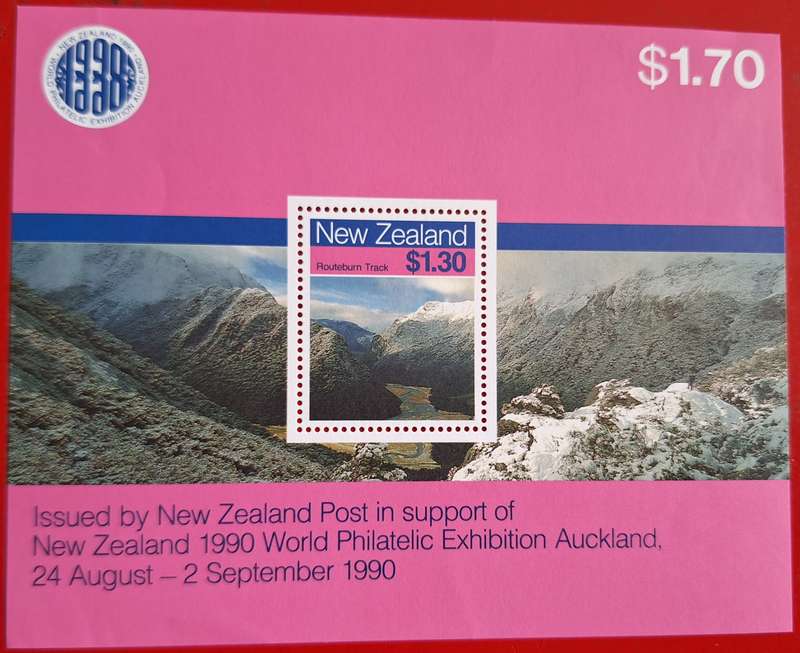 NEW ZEALAND 1990
1990
WORLD PHILATELIC EXHIBITION AUCKLAND
$1.70
New Zealand
Routeburn Track $1.30
Issued by New Zealand Post in support of
New Zealand 1990 World Philatelic Exhibition Auckland,
24 August – 2 September 1990